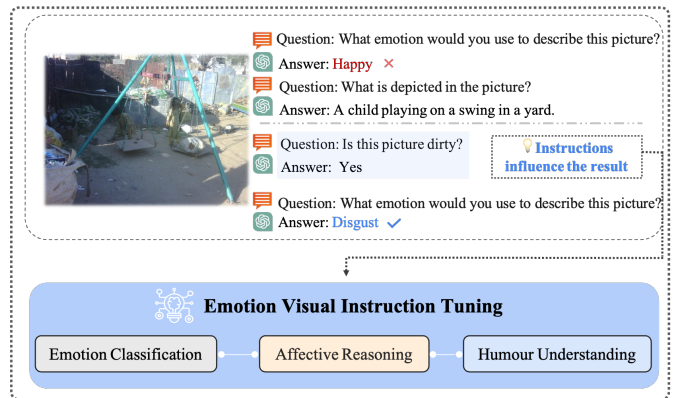 Question: What emotion would you use to describe this picture?
Answer: Happy ✕
Question: What is depicted in the picture?
Answer: A child playing on a swing in a yard.
Question: Is this picture dirty?
Answer: Yes
Instructions
influence the result
Question: What emotion would you use to describe this picture?
Answer: Disgust ✓
Emotion Visual Instruction Tuning
Emotion Classification
Affective Reasoning
Humour Understanding